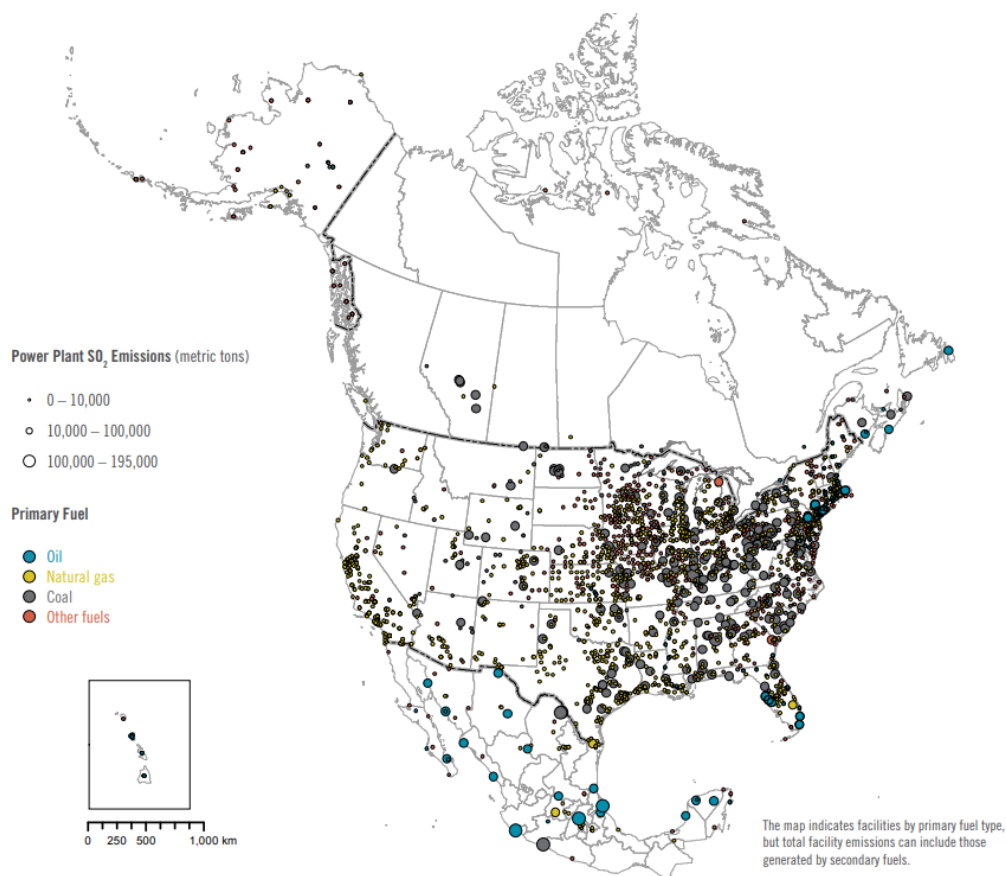 Power Plant SO₂ Emissions (metric tons)
0 – 10,000
10,000 – 100,000
100,000 – 195,000
Primary Fuel
Oil
Natural gas
Coal
Other fuels
0 250 500 1,000 km
The map indicates facilities by primary fuel type,
but total facility emissions can include those
generated by secondary fuels.